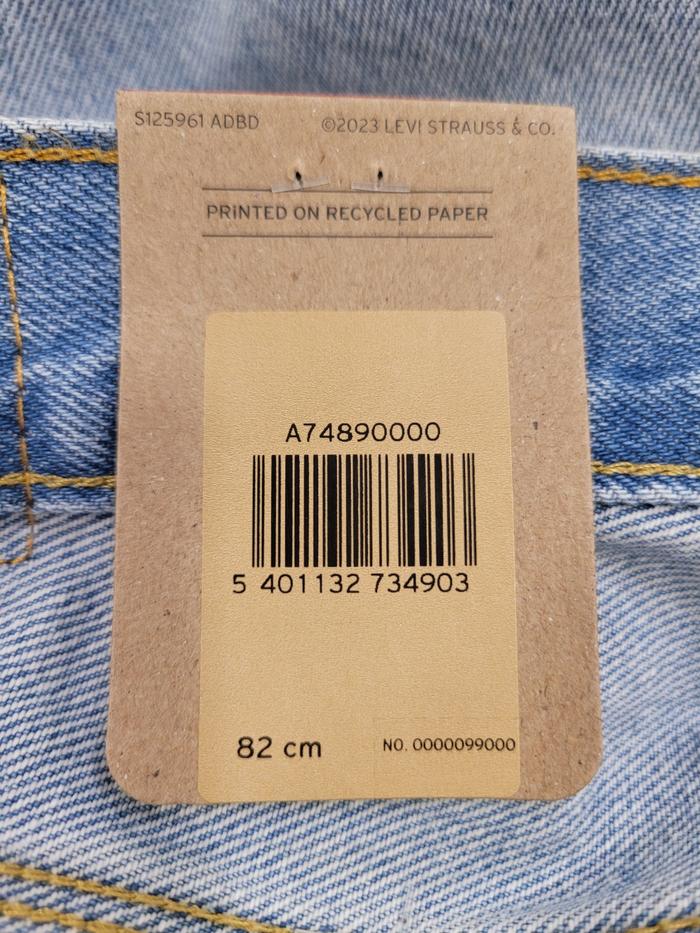 S125961 ADBD ©2023 LEVI STRAUSS & CO.
PRINTED ON RECYCLED PAPER
A74890000
5 401132 734903
82 cm NO. 0000099000